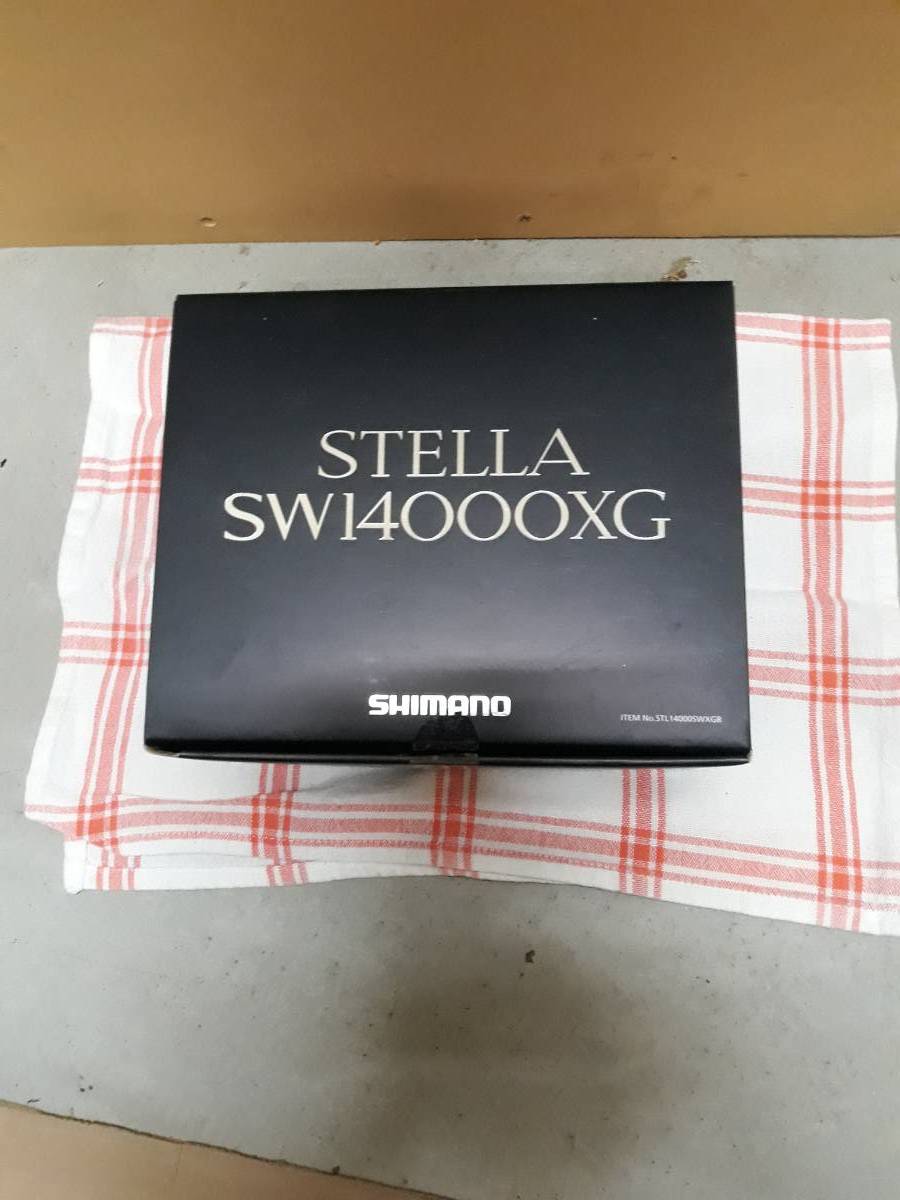 STELLA
SW14000XG
SHIMANO
ITEM No.STL14000SWXGB